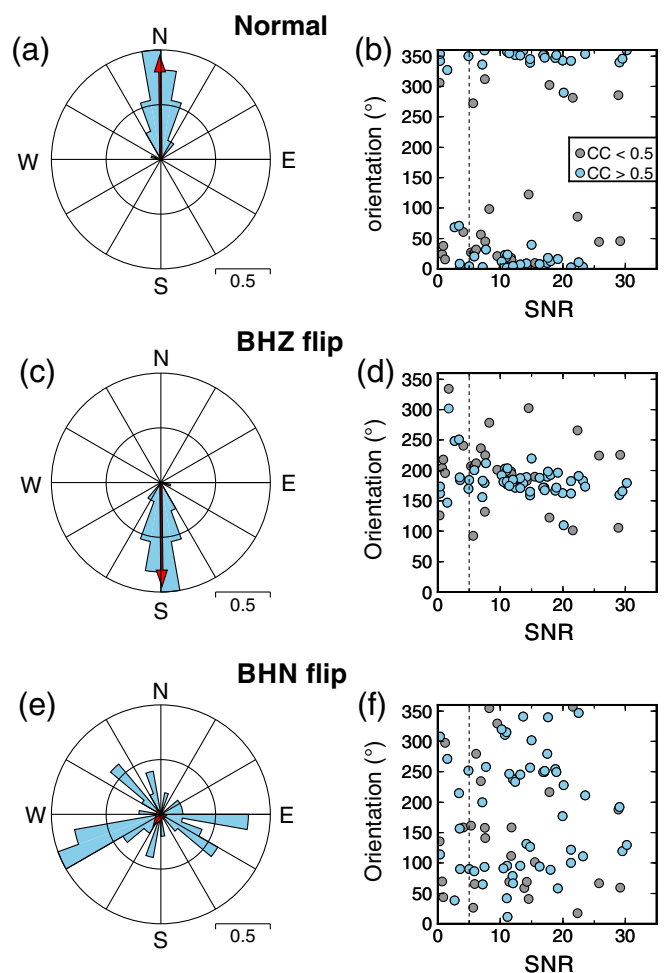 Normal
(a)
N
W
E
S
0.5
(b)
350
300
250
200
150
100
50
0
orientation (°)
CC < 0.5
CC > 0.5
0
10
20
30
SNR
BHZ flip
(c)
N
W
E
S
0.5
(d)
350
300
250
200
150
100
50
0
Orientation (°)
0
10
20
30
SNR
BHN flip
(e)
N
W
E
S
0.5
(f)
350
300
250
200
150
100
50
0
Orientation (°)
0
10
20
30
SNR